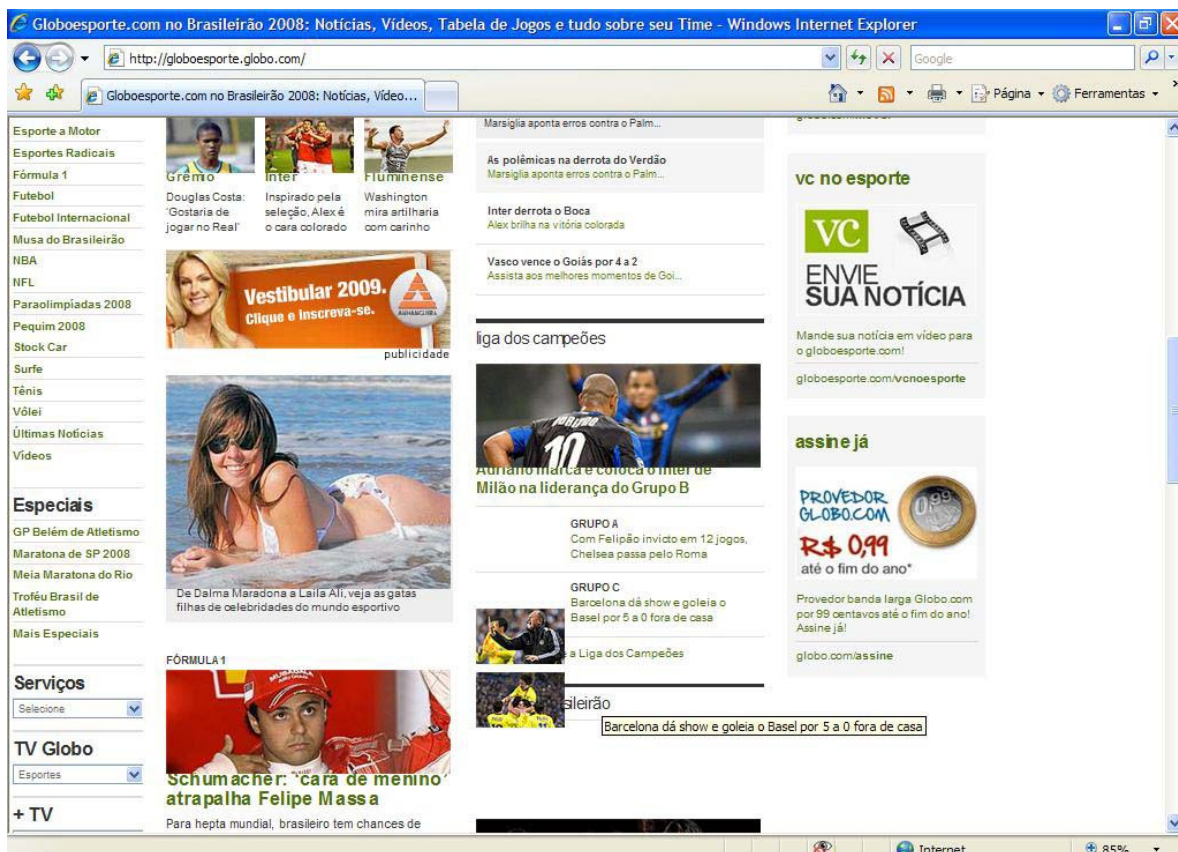 Globoesporte.com no Brasileirão 2008: Notícias, Vídeos, Tabela de Jogos e tudo sobre seu Time - Windows Internet Explorer
http://globoesporte.globo.com/
Google
Globoesporte.com no Brasileirão 2008: Notícias, Vídeo...
Página
Ferramentas
Esporte a Motor
Esportes Radicais
Fórmula 1
Futebol
Futebol Internacional
Musa do Brasileirão
NBA
NFL
Paraolimpíadas 2008
Pequim 2008
Stock Car
Surfe
Tênis
Vôlei
Últimas Notícias
Vídeos
Especiais
GP Belém de Atletismo
Maratona de SP 2008
Meia Maratona do Rio
Troféu Brasil de
Atletismo
Mais Especiais
Serviços
Selecione
TV Globo
Esportes
+ TV
Grêmio
Douglas Costa:
'Gostaria de
jogar no Real'
Inter
Inspirado pela
seleção, Alex é
o cara colorado
Fluminense
Washington
mira artilharia
com carinho
Vestibular 2009.
Clique e inscreva-se.
ANHANGUERA
publicidade
De Dalma Maradona a Laila Ali, veja as gatas
filhas de celebridades do mundo esportivo
FÓRMULA 1
MUBADALA
Schumacher: 'cara de menino'
atrapalha Felipe Massa
Para hepta mundial, brasileiro tem chances de
Marsiglia aponta erros contra o Palm...
As polêmicas na derrota do Verdão
Marsiglia aponta erros contra o Palm...
Inter derrota o Boca
Alex brilha na vitória colorada
Vasco vence o Goiás por 4 a 2
Assista aos melhores momentos de Goi...
liga dos campeões
10
Adriano marca e coloca o Inter de
Milão na liderança do Grupo B
GRUPO A
Com Felipão invicto em 12 jogos,
Chelsea passa pelo Roma
GRUPO C
Barcelona dá show e goleia o
Basel por 5 a 0 fora de casa
a Liga dos Campeões
sileirão
Barcelona dá show e goleia o Basel por 5 a 0 fora de casa
vc no esporte
VC
ENVIE
SUA NOTÍCIA
Mande sua notícia em vídeo para
o globoesporte.com!
globoesporte.com/vcnoesporte
assine já
PROVEDOR
GLOBO.COM
0,99
R$ 0,99
até o fim do ano*
Provedor banda larga Globo.com
por 99 centavos até o fim do ano!
Assine já!
globo.com/assine
Internet
85%